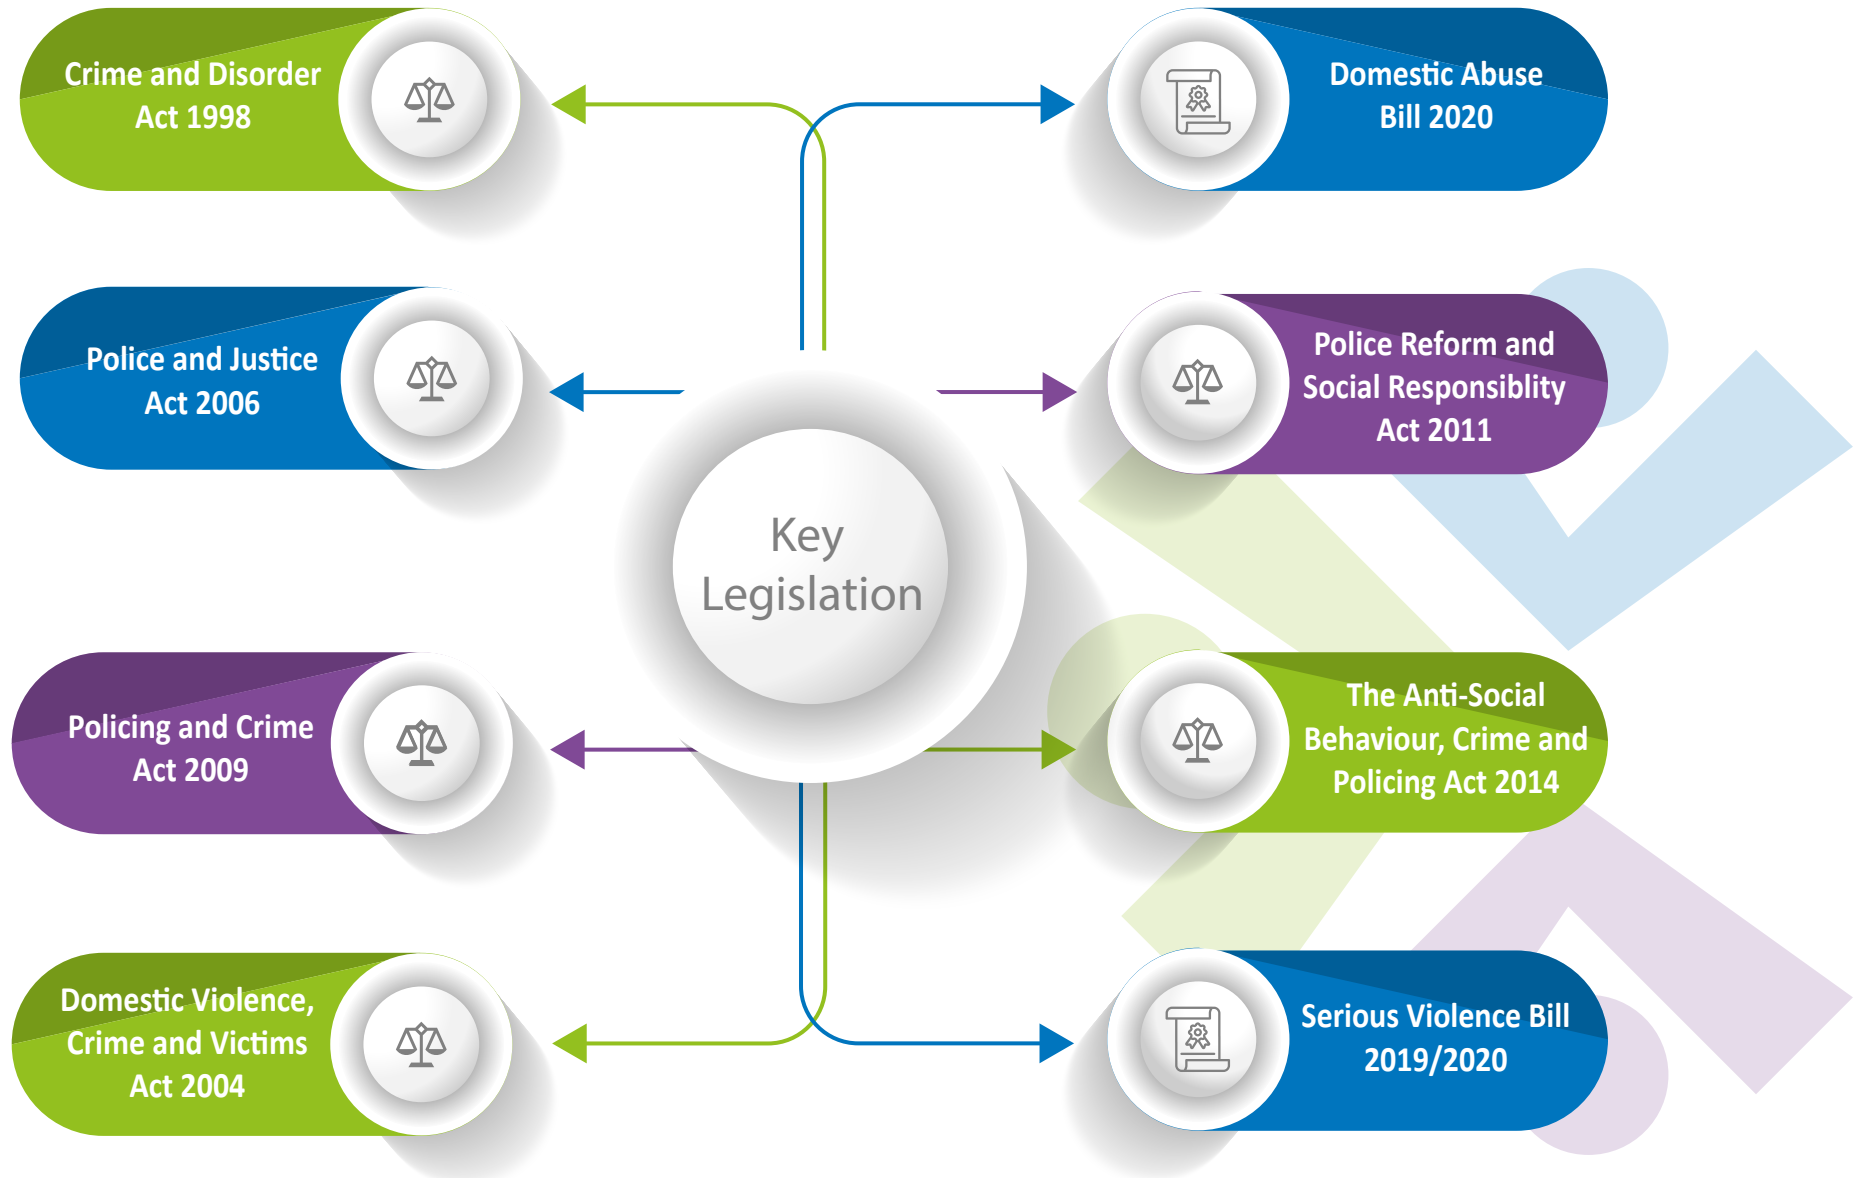 Crime and Disorder
Act 1998
Domestic Abuse
Bill 2020
Police and Justice
Act 2006
Police Reform and
Social Responsiblity
Act 2011
Key
Legislation
Policing and Crime
Act 2009
The Anti-Social
Behaviour, Crime and
Policing Act 2014
Domestic Violence,
Crime and Victims
Act 2004
Serious Violence Bill
2019/2020